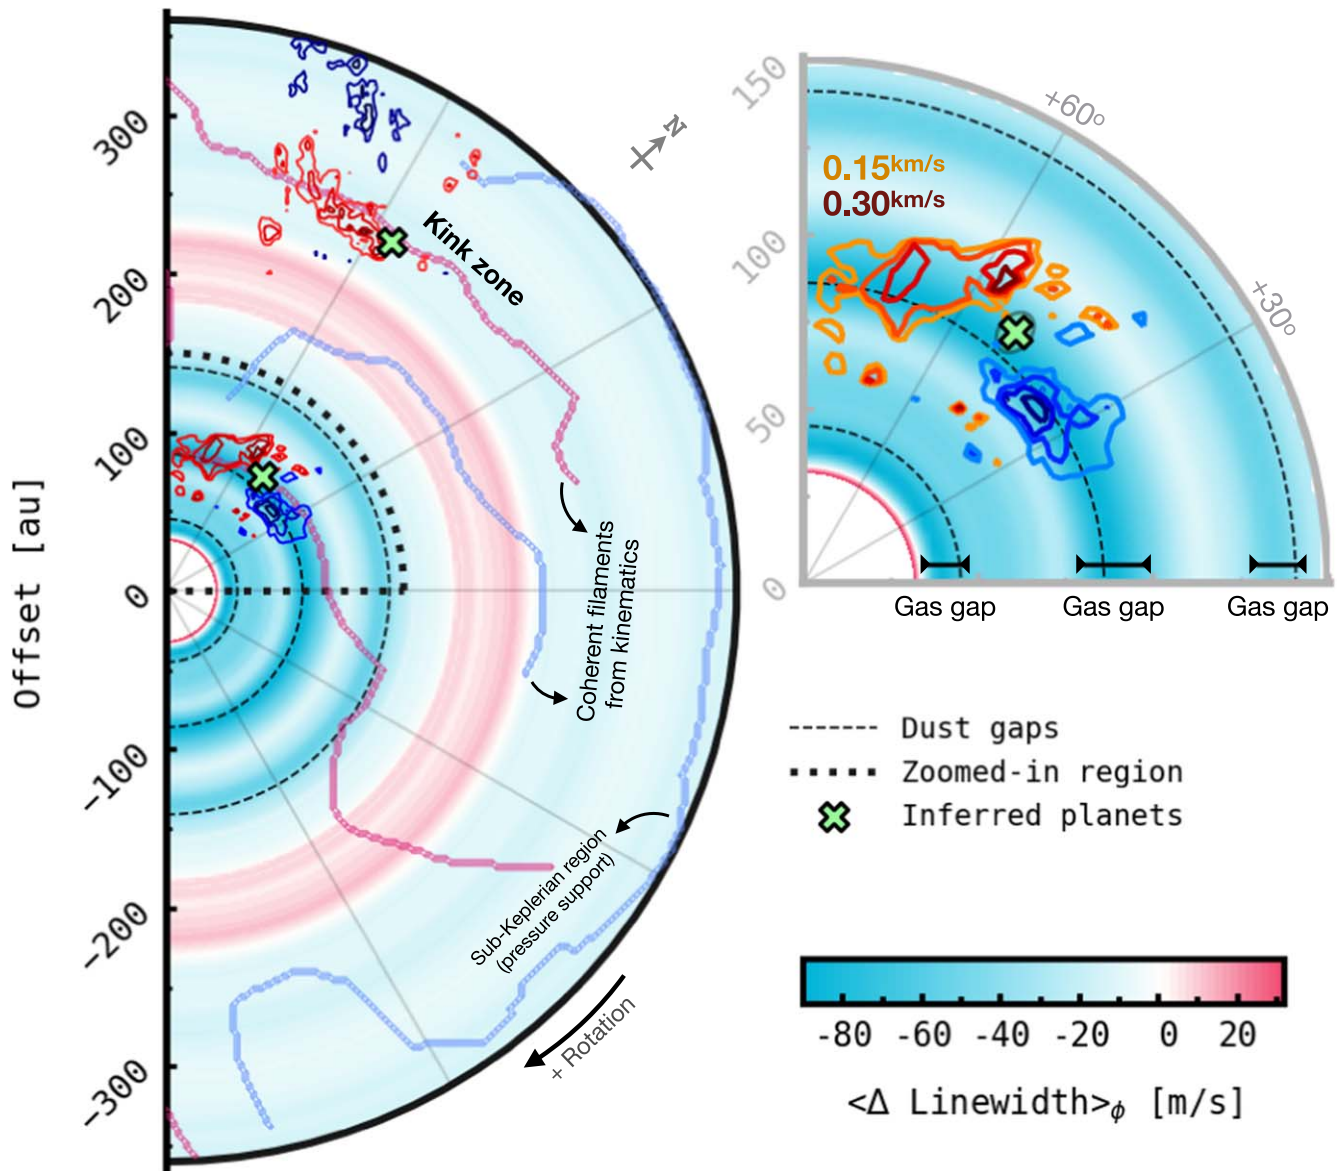 Offset [au]
300
200
100
0
-100
-200
-300
Kink zone
N
Coherent filaments
from kinematics
Sub-Keplerian region
(pressure support)
+ Rotation
150
100
50
0
+60°
+30°
0.15km/s
0.30km/s
Gas gap Gas gap Gas gap
Dust gaps
Zoomed-in region
Inferred planets
-80 -60 -40 -20 0 20
<Δ Linewidth>ϕ [m/s]